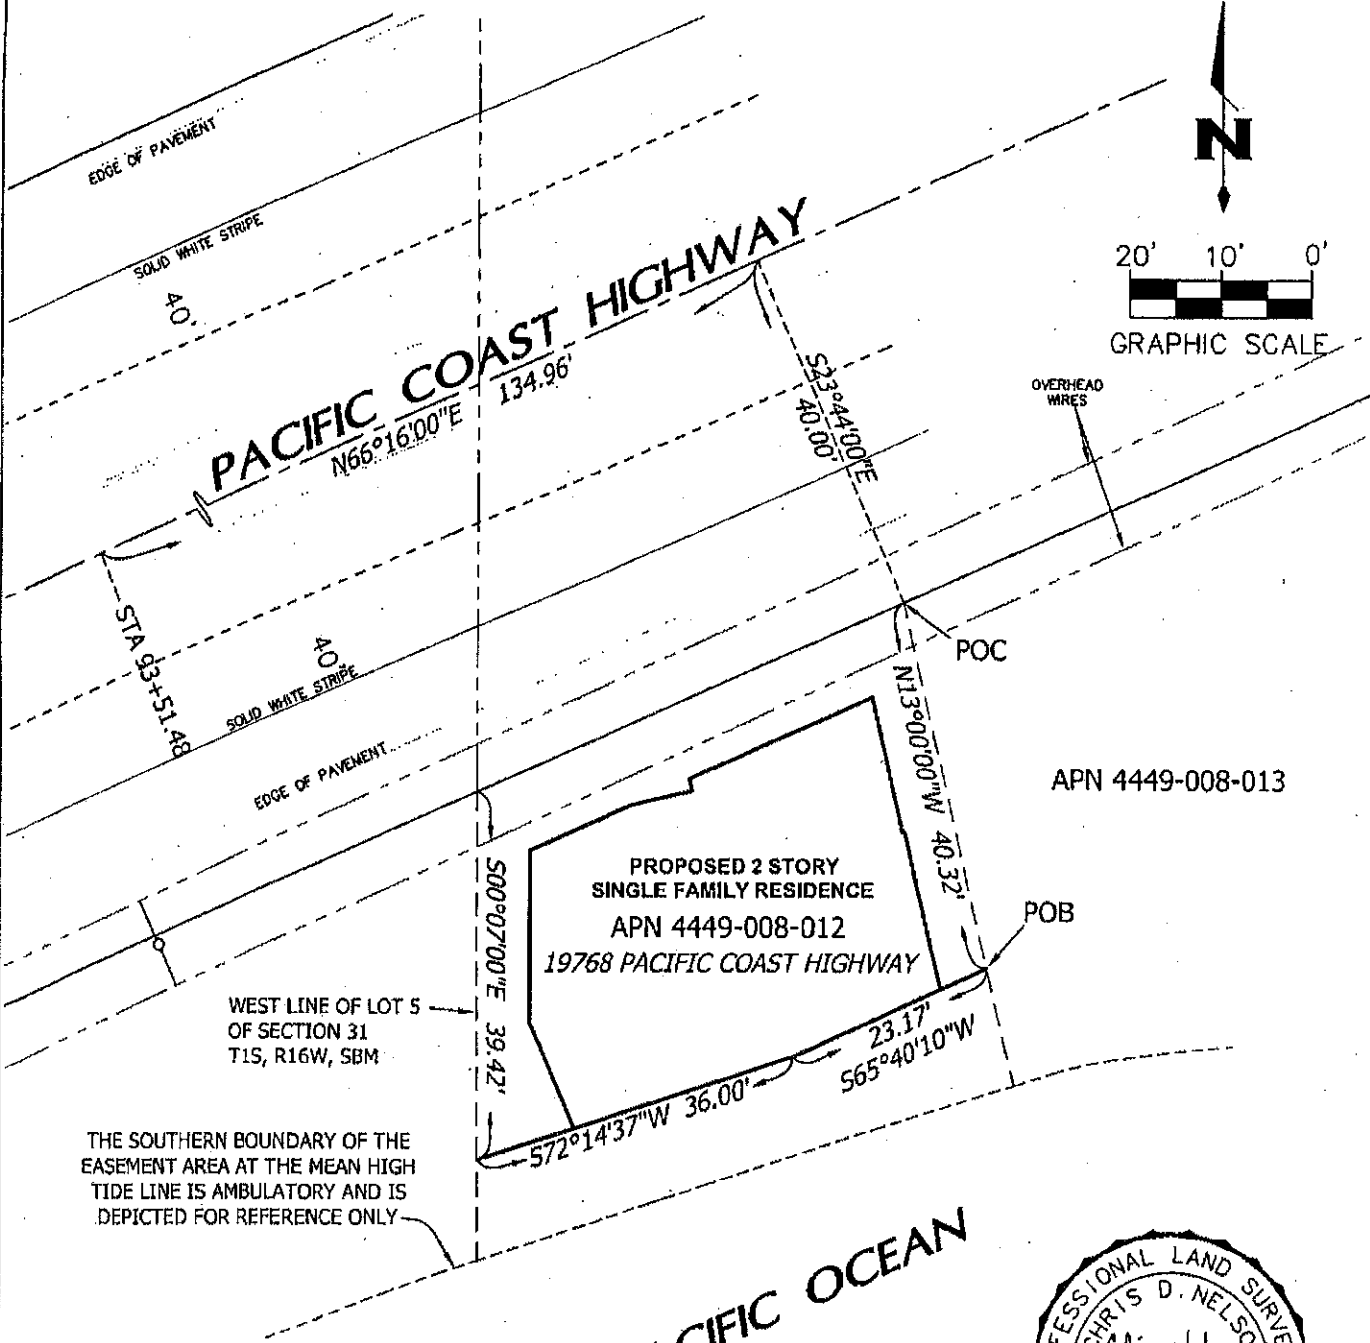 EDGE OF PAVEMENT
SOLID WHITE STRIPE
40'
N
20' 10' 0'
GRAPHIC SCALE
PACIFIC COAST HIGHWAY
N66°16'00"E 134.96'
S23°44'00"E
40.00'
OVERHEAD
WIRES
STA 93+51.48
40'
SOLID WHITE STRIPE
EDGE OF PAVEMENT
POC
N13°00'00"W 40.32'
APN 4449-008-013
PROPOSED 2 STORY
SINGLE FAMILY RESIDENCE
APN 4449-008-012
19768 PACIFIC COAST HIGHWAY
POB
S00°07'00"E 39.42'
WEST LINE OF LOT 5
OF SECTION 31
T1S, R16W, SBM
23.17'
S65°40'10"W
S72°14'37"W 36.00'
THE SOUTHERN BOUNDARY OF THE
EASEMENT AREA AT THE MEAN HIGH
TIDE LINE IS AMBULATORY AND IS
DEPICTED FOR REFERENCE ONLY
CIFIC OCEAN
FESSIONAL LAND SURVE
CHRIS D. NELSO